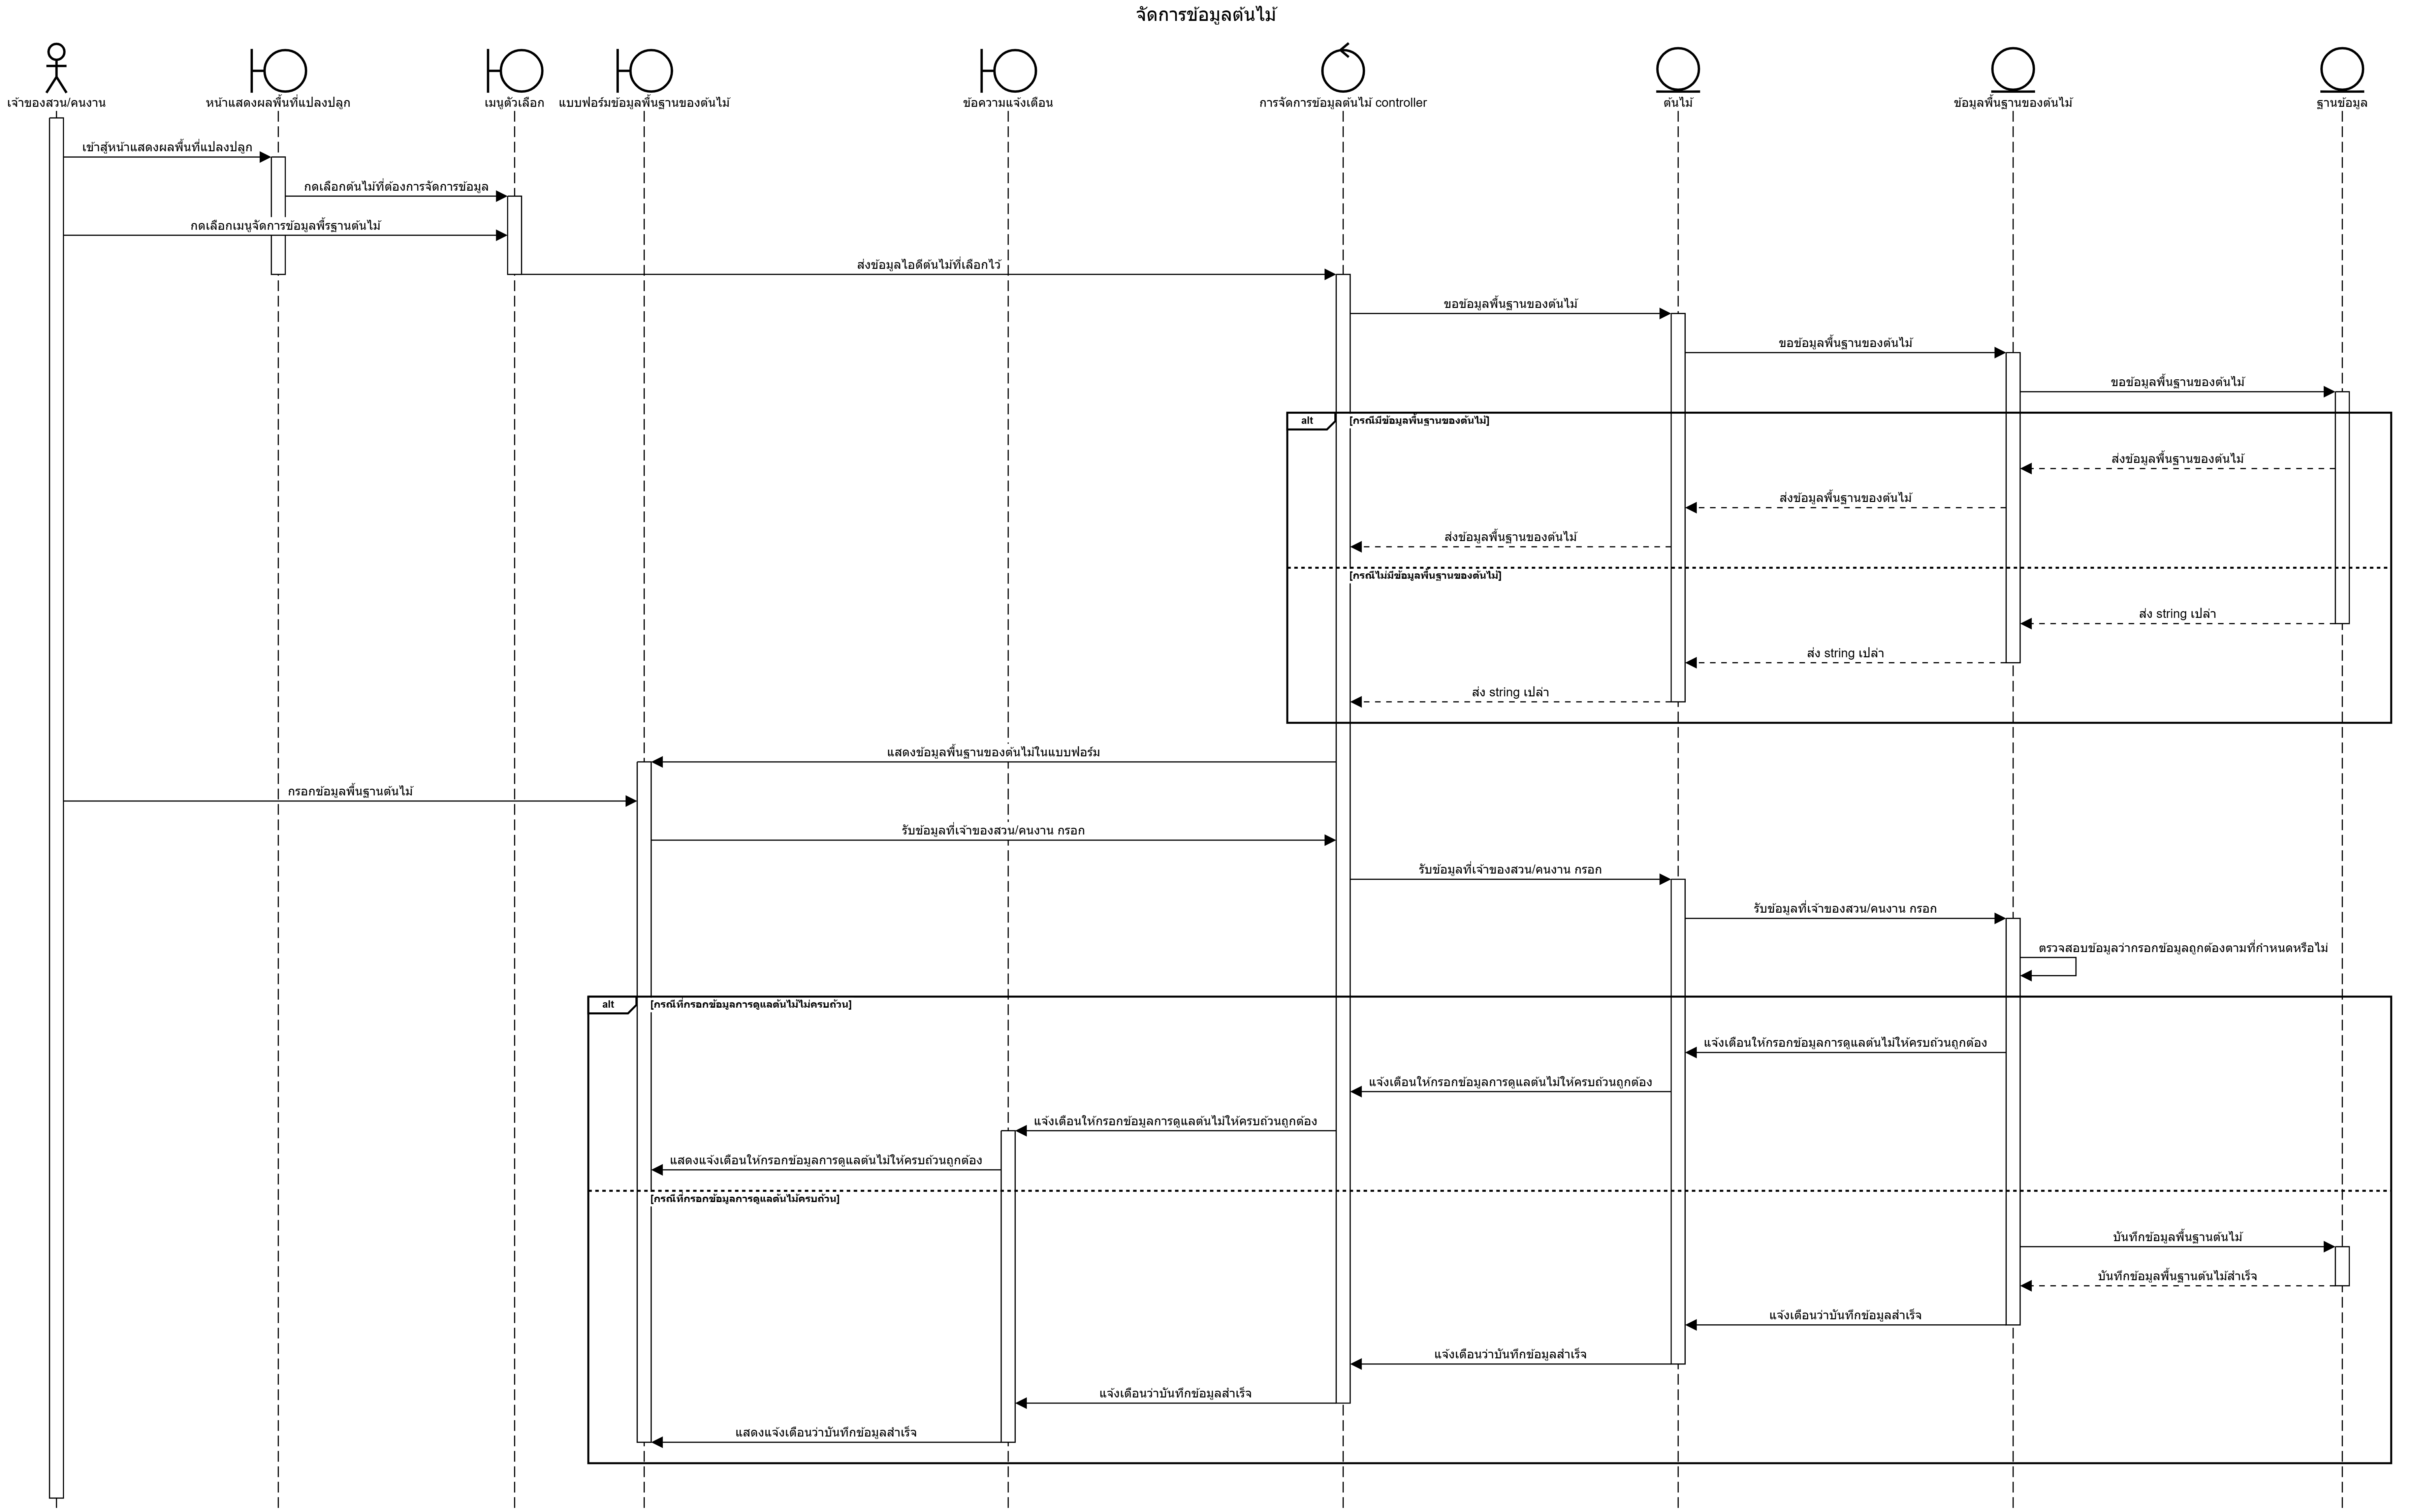 จัดการข้อมูลต้นไม้
เจ้าของสวน/คนงาน
หน้าแสดงผลพื้นที่แปลงปลูก
เมนูตัวเลือก
แบบฟอร์มข้อมูลพื้นฐานของต้นไม้
ข้อความแจ้งเตือน
การจัดการข้อมูลต้นไม้ controller
ต้นไม้
ข้อมูลพื้นฐานของต้นไม้
ฐานข้อมูล
เข้าสู้หน้าแสดงผลพื้นที่แปลงปลูก
กดเลือกต้นไม้ที่ต้องการจัดการข้อมูล
กดเลือกเมนูจัดการข้อมูลพี้รฐานต้นไม้
ส่งข้อมูลไอดีต้นไม้ที่เลือกไว้
ขอข้อมูลพื้นฐานของต้นไม้
ขอข้อมูลพื้นฐานของต้นไม้
ขอข้อมูลพื้นฐานของต้นไม้
alt
[กรณีมีข้อมูลพื้นฐานของต้นไม้]
ส่งข้อมูลพื้นฐานของต้นไม้
ส่งข้อมูลพื้นฐานของต้นไม้
ส่งข้อมูลพื้นฐานของต้นไม้
[กรณีไม่มีข้อมูลพื้นฐานของต้นไม้]
ส่ง string เปล่า
ส่ง string เปล่า
ส่ง string เปล่า
แสดงข้อมูลพื้นฐานของต้นไม้ในแบบฟอร์ม
กรอกข้อมูลพื้นฐานต้นไม้
รับข้อมูลที่เจ้าของสวน/คนงาน กรอก
รับข้อมูลที่เจ้าของสวน/คนงาน กรอก
รับข้อมูลที่เจ้าของสวน/คนงาน กรอก
ตรวจสอบข้อมูลว่ากรอกข้อมูลถูกต้องตามที่กำหนดหรือไม่
alt
[กรณีที่กรอกข้อมูลการดูแลต้นไม้ไม่ครบถ้วน]
แจ้งเตือนให้กรอกข้อมูลการดูแลต้นไม้ให้ครบถ้วนถูกต้อง
แจ้งเตือนให้กรอกข้อมูลการดูแลต้นไม้ให้ครบถ้วนถูกต้อง
แจ้งเตือนให้กรอกข้อมูลการดูแลต้นไม้ให้ครบถ้วนถูกต้อง
แสดงแจ้งเตือนให้กรอกข้อมูลการดูแลต้นไม้ให้ครบถ้วนถูกต้อง
[กรณีที่กรอกข้อมูลการดูแลต้นไม้ครบถ้วน]
บันทึกข้อมูลพื้นฐานต้นไม้
บันทึกข้อมูลพื้นฐานต้นไม้สำเร็จ
แจ้งเตือนว่าบันทึกข้อมูลสำเร็จ
แจ้งเตือนว่าบันทึกข้อมูลสำเร็จ
แจ้งเตือนว่าบันทึกข้อมูลสำเร็จ
แสดงแจ้งเตือนว่าบันทึกข้อมูลสำเร็จ